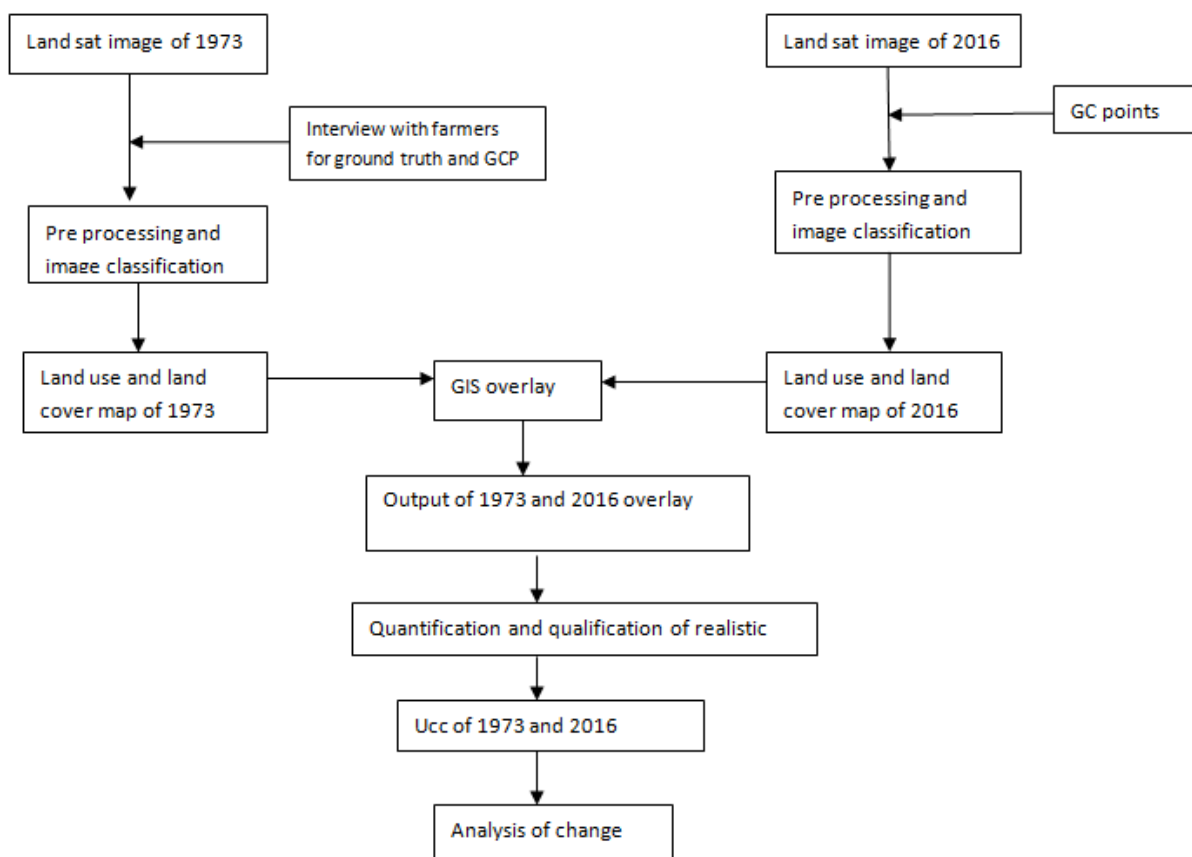 Land sat image of 1973
Land sat image of 2016
Interview with farmers
for ground truth and GCP
GC points
Pre processing and
image classification
Pre processing and
image classification
Land use and land
cover map of 1973
GIS overlay
Land use and land
cover map of 2016
Output of 1973 and 2016 overlay
Quantification and qualification of realistic
Ucc of 1973 and 2016
Analysis of change